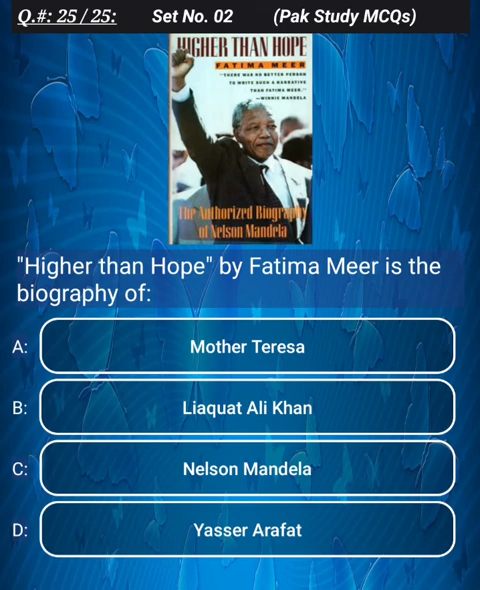 Q.#: 25 / 25: Set No. 02 (Pak Study MCQs)
HIGHER THAN HOPE
FATIMA MEER
"THERE WAS NO BETTER PERSON
TO WRITE SUCH A NARRATIVE
THAN FATIMA MEER."
—WINNIE MANDELA
The Authorized Biography
of Nelson Mandela
"Higher than Hope" by Fatima Meer is the
biography of:
A: Mother Teresa
B: Liaquat Ali Khan
C: Nelson Mandela
D: Yasser Arafat